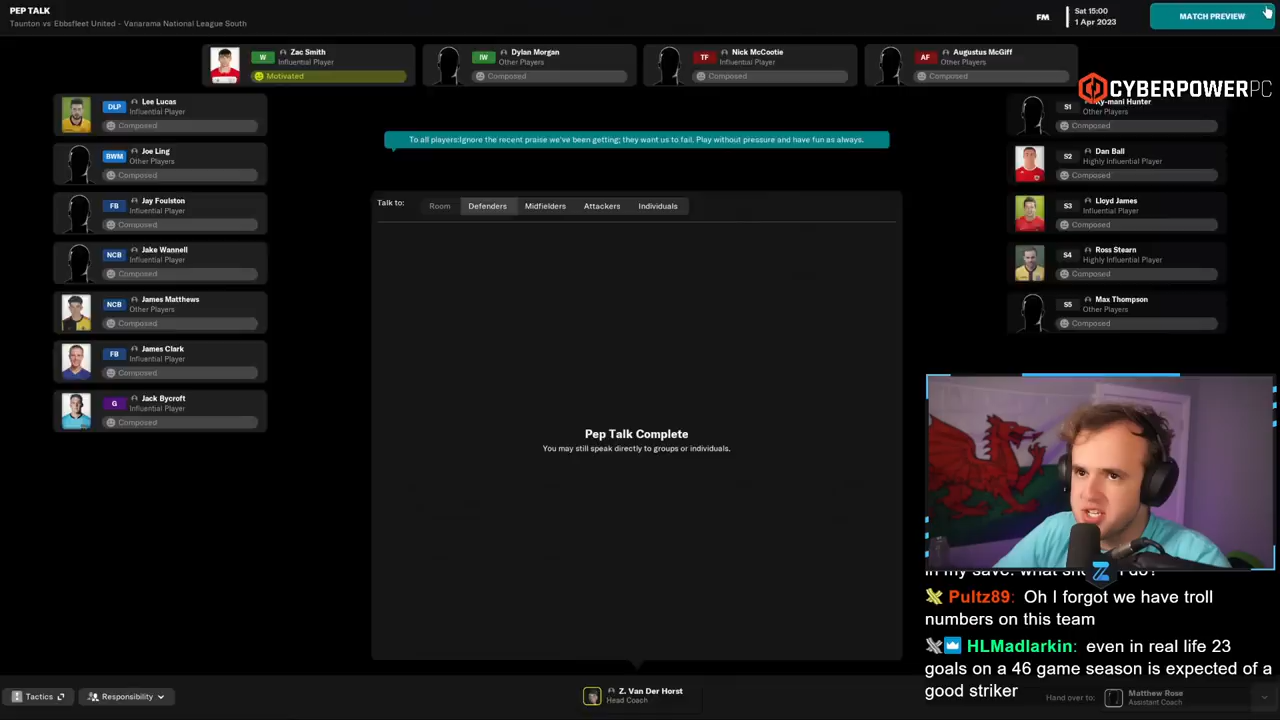 PEP TALK
Taunton vs Ebbsfleet United - Vanarama National League South
FM
Sat 15:00
1 Apr 2023
MATCH PREVIEW
W
Zac Smith
Influential Player
Motivated
IW
Dylan Morgan
Other Players
Composed
TF
Nick McCootie
Influential Player
Composed
AF
Augustus McGiff
Other Players
Composed
CYBERPOWERPC
DLP
Lee Lucas
Influential Player
Composed
BWM
Joe Ling
Other Players
Composed
FB
Jay Foulston
Influential Player
Composed
NCB
Jake Wannell
Influential Player
Composed
NCB
James Matthews
Other Players
Composed
FB
James Clark
Influential Player
Composed
G
Jack Bycroft
Influential Player
Composed
To all players:Ignore the recent praise we've been getting; they want us to fail. Play without pressure and have fun as always.
Talk to:
Room
Defenders
Midfielders
Attackers
Individuals
Pep Talk Complete
You may still speak directly to groups or individuals.
S1
Hunter
Other Players
Composed
S2
Dan Ball
Highly Influential Player
Composed
S3
Lloyd James
Influential Player
Composed
S4
Ross Stearn
Highly Influential Player
Composed
S5
Max Thompson
Other Players
Composed
in my save. what
Pultz89: Oh I forgot we have troll
numbers on this team
HLMadlarkin: even in real life 23
goals on a 46 game season is expected of a
good striker
Tactics
Responsibility
Z. Van Der Horst
Head Coach
Hand over to:
Matthew Rose
Assistant Coach